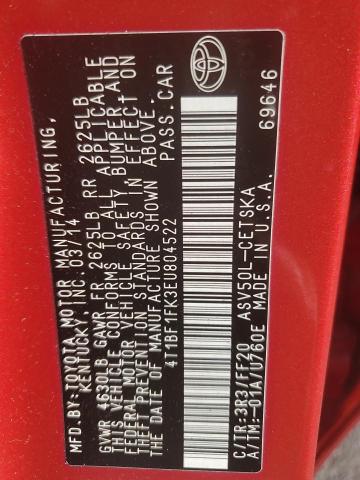 MFD.BY:TOYOTA MOTOR MANUFACTURING,
KENTUCKY, INC. 03/14
GVWR 4630LB GAWR FR 2625LB RR 2625LB
THIS VEHICLE CONFORMS TO ALL APPLICABLE
FEDERAL MOTOR VEHICLE SAFETY, BUMPER, AND
THEFT PREVENTION STANDARDS IN EFFECT ON
THE DATE OF MANUFACTURE SHOWN ABOVE.
4T1BF1FK3EU804522 PASS.CAR
C/TR:3R3/FF20 ASV50L-CETSKA
A/TM:-01A/U760E MADE IN U.S.A. 69646